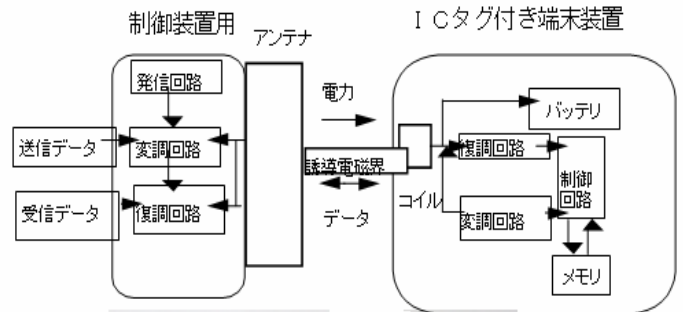 制御装置用
アンテナ
ICタグ付き端末装置
発信回路
送信データ
変調回路
受信データ
復調回路
電力
誘導電磁界
データ
コイル
バッテリ
復調回路
制御
回路
変調回路
メモリ